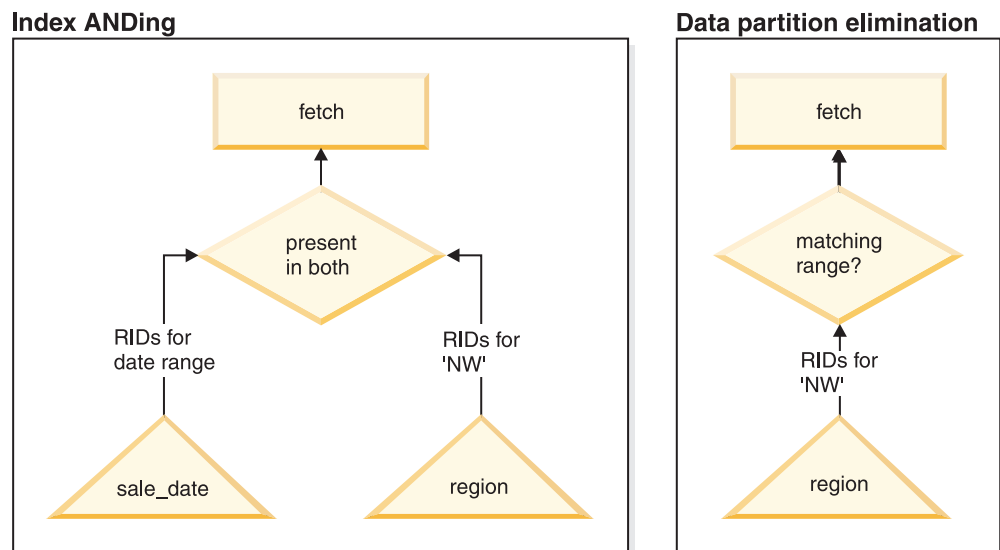 Index ANDing
fetch
present
in both
RIDs for
date range
RIDs for
'NW'
sale_date
region
Data partition elimination
fetch
matching
range?
RIDs for
'NW'
region